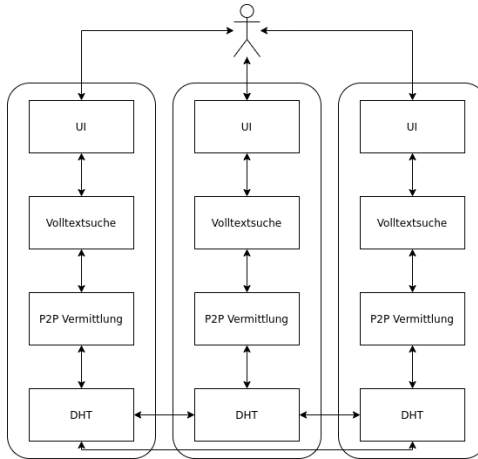 UI
UI
UI
Volltextsuche
Volltextsuche
Volltextsuche
P2P Vermittlung
P2P Vermittlung
P2P Vermittlung
DHT
DHT
DHT